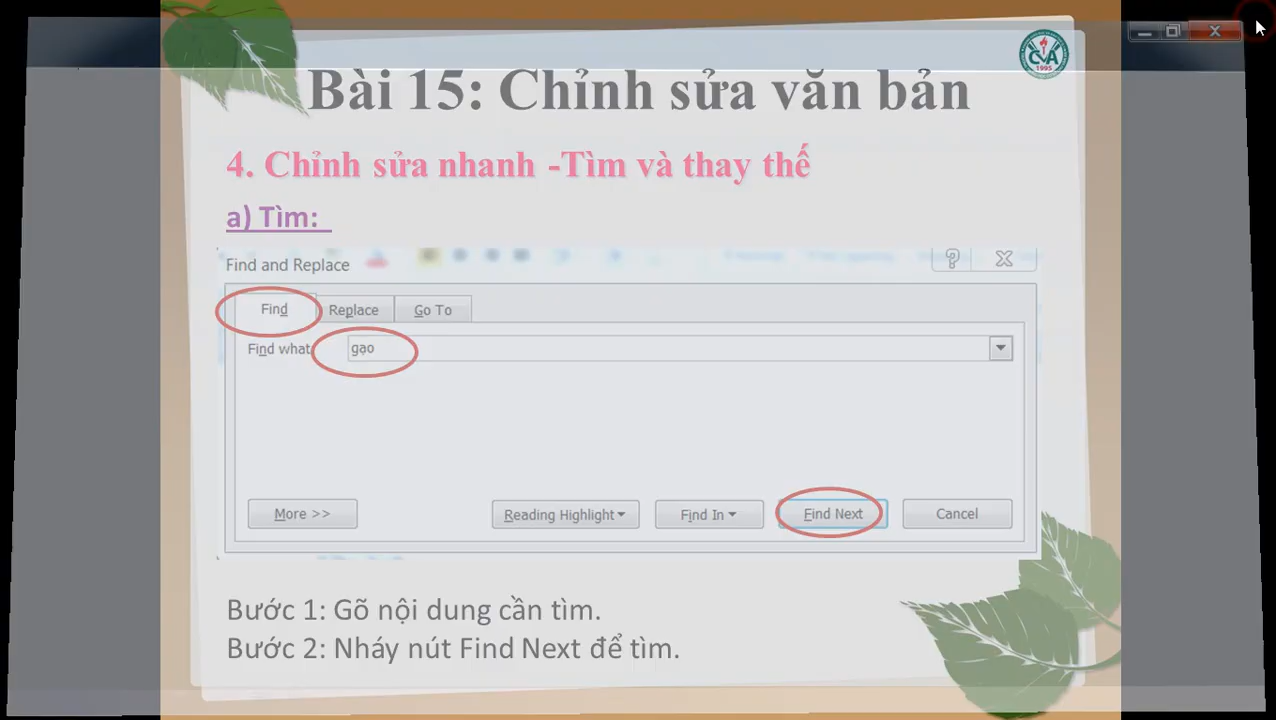 CVA
1995
Bài 15: Chỉnh sửa văn bản
4. Chỉnh sửa nhanh -Tìm và thay thế
a) Tìm:
Find and Replace
Find Replace Go To
Find what: gạo
More >> Reading Highlight Find In Find Next Cancel
Bước 1: Gõ nội dung cần tìm.
Bước 2: Nháy nút Find Next để tìm.